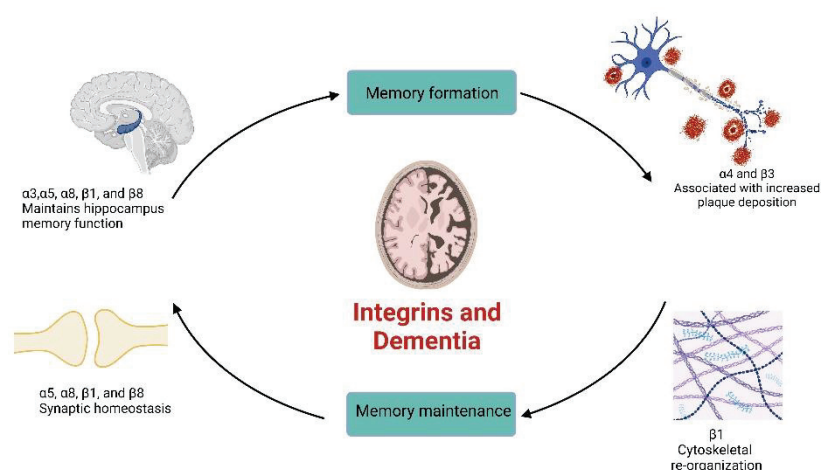 Memory formation
α4 and β3
Associated with increased
plaque deposition
α3,α5, α8, β1, and β8
Maintains hippocampus
memory function
Integrins and
Dementia
α5, α8, β1, and β8
Synaptic homeostasis
Memory maintenance
β1
Cytoskeletal
re-organization